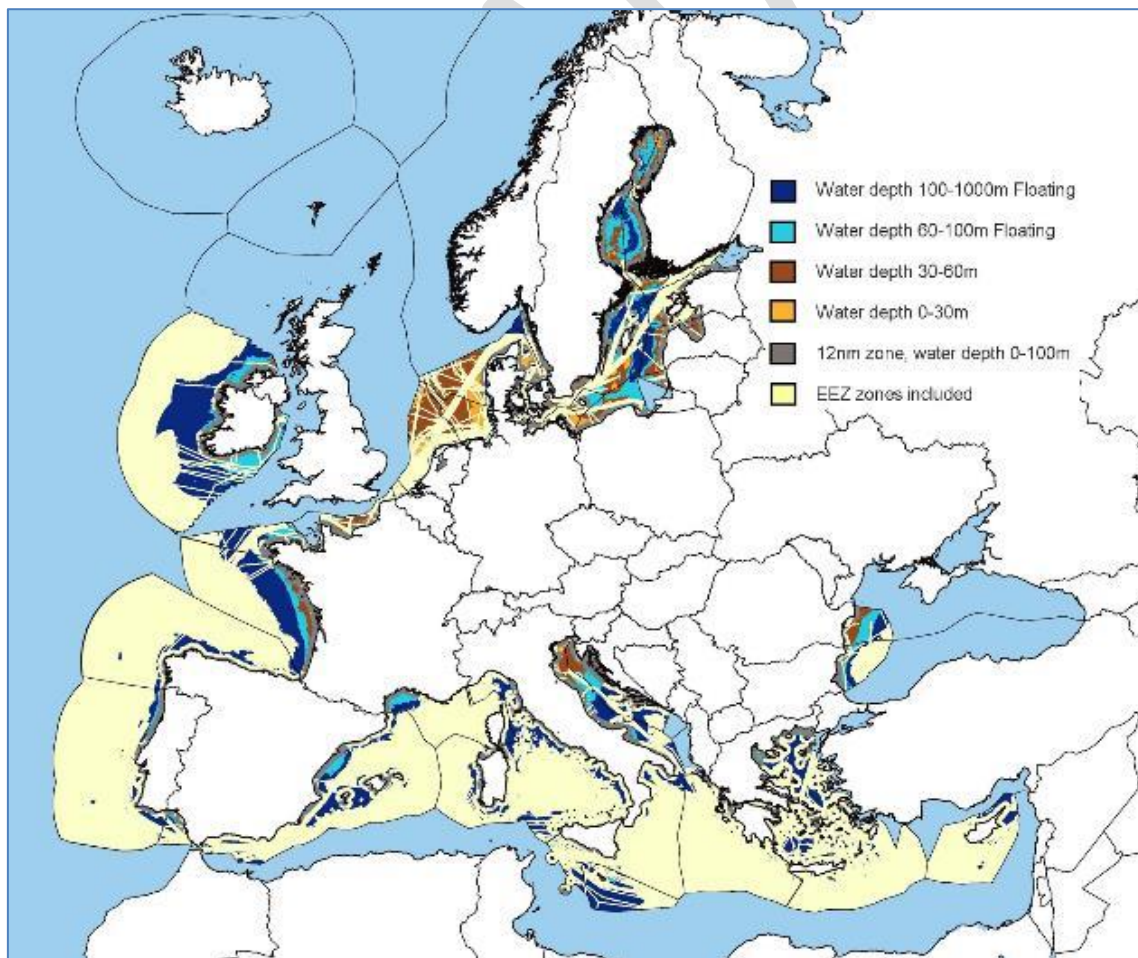 Water depth 100-1000m Floating
Water depth 60-100m Floating
Water depth 30-60m
Water depth 0-30m
12nm zone, water depth 0-100m
EEZ zones included